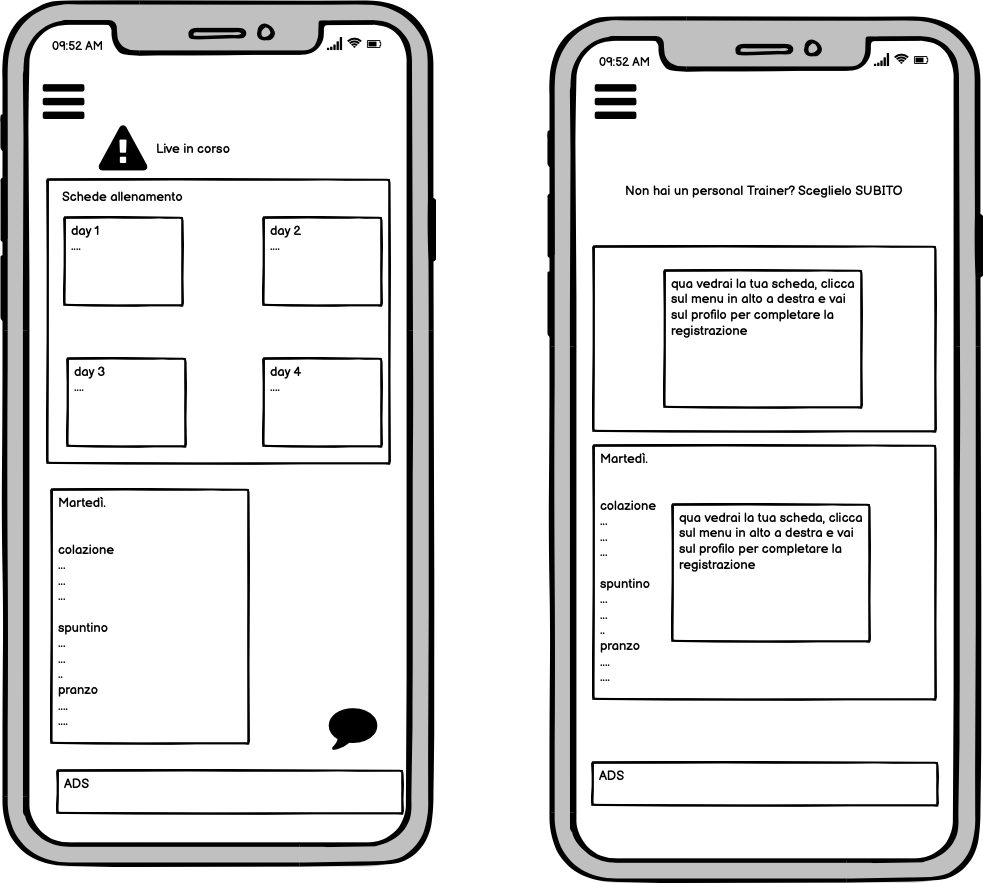 09:52 AM
Live in corso
Schede allenamento
day 1
....
day 2
....
day 3
....
day 4
....
Martedì.
colazione
...
...
...
spuntino
...
...
..
pranzo
....
....
ADS
09:52 AM
Non hai un personal Trainer? Sceglielo SUBITO
qua vedrai la tua scheda, clicca
sul menu in alto a destra e vai
sul profilo per completare la
registrazione
Martedì.
colazione
...
...
...
spuntino
...
...
..
pranzo
....
....
qua vedrai la tua scheda, clicca
sul menu in alto a destra e vai
sul profilo per completare la
registrazione
ADS